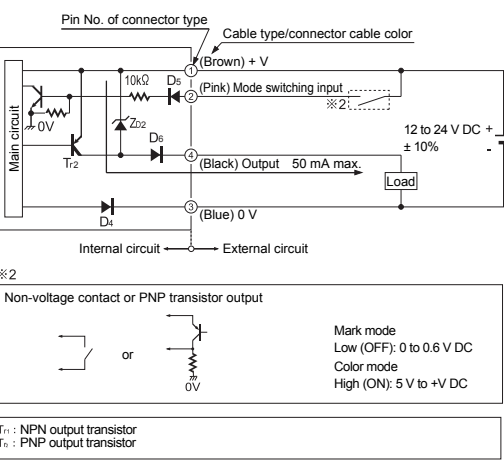 Pin No. of connector type
Cable type/connector cable color
(Brown) + V
1
10kΩ
D5
(Pink) Mode switching input
2
※2
0V
ZD2
D6
12 to 24 V DC
± 10%
+
-
Main circuit
Tr2
4
(Black) Output 50 mA max.
Load
3
(Blue) 0 V
D4
Internal circuit
External circuit
※2
Non-voltage contact or PNP transistor output
or
0V
Mark mode
Low (OFF): 0 to 0.6 V DC
Color mode
High (ON): 5 V to +V DC
Tr1 : NPN output transistor
Tr2 : PNP output transistor